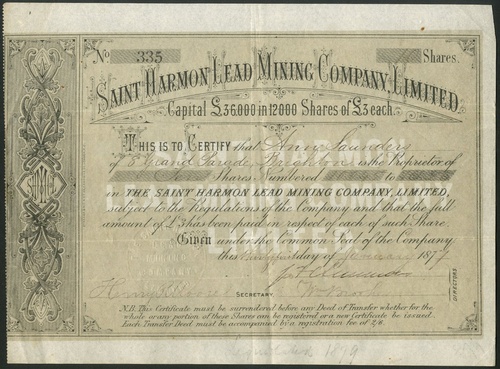 No 335 Shares.
SAINT HARMON LEAD MINING COMPANY, LIMITED.
Capital £36,000 in 12000 Shares of £3 each.
THIS IS TO CERTIFY that Anny Saunders
of 8 Grand Parade, Brighton is the Proprietor of
Shares Numbered to
in THE SAINT HARMON LEAD MINING COMPANY, LIMITED,
subject to the Regulations of the Company and that the full
amount of £3 has been paid in respect of each of such Share
Given under the Common Seal of the Company
this day of January 1877
DIRECTORS
SECRETARY
N.B. This Certificate must be surrendered before any Deed of Transfer whether for the
whole or any portion of these Shares can be registered or a new Certificate be issued.
Each Transfer Deed must be accompanied by a registration fee of 2/6.
1879